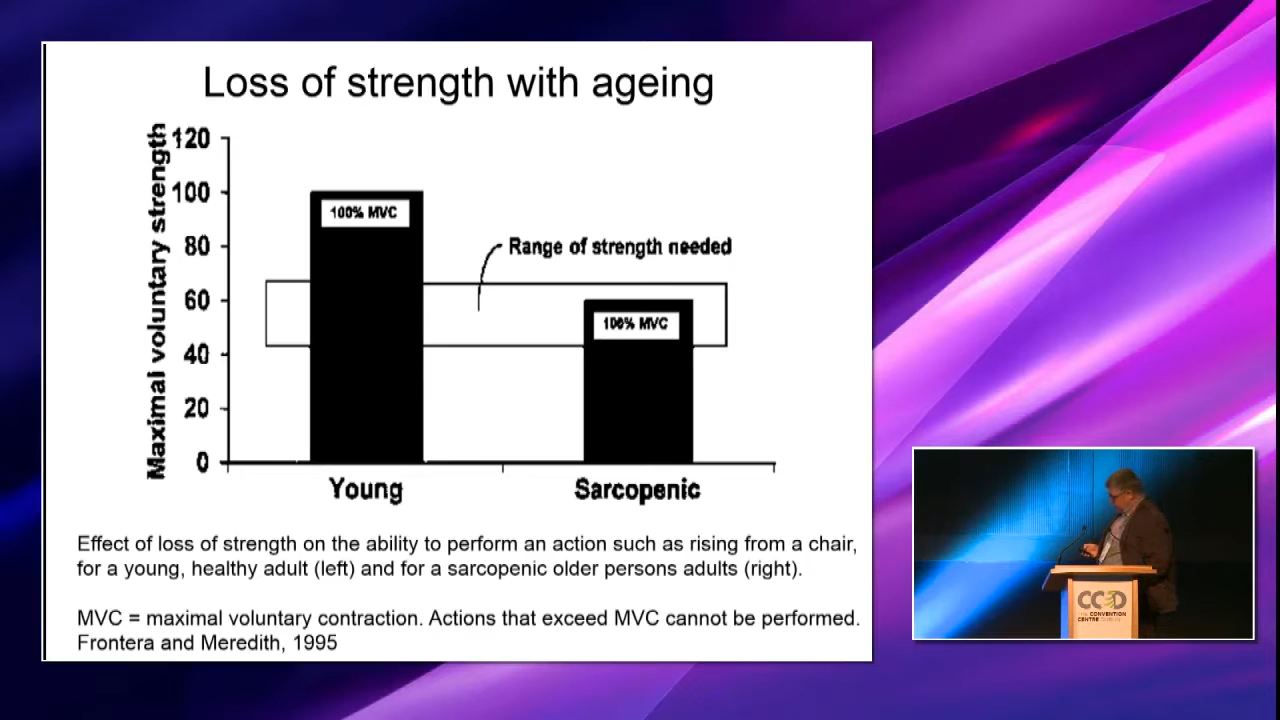 Loss of strength with ageing
Maximal voluntary strength
120
100
80
60
40
20
0
100% MVC
Range of strength needed
100% MVC
Young
Sarcopenic
Effect of loss of strength on the ability to perform an action such as rising from a chair,
for a young, healthy adult (left) and for a sarcopenic older persons adults (right).
MVC = maximal voluntary contraction. Actions that exceed MVC cannot be performed.
Frontera and Meredith, 1995
CCD
THE CONVENTION
CENTRE DUBLIN